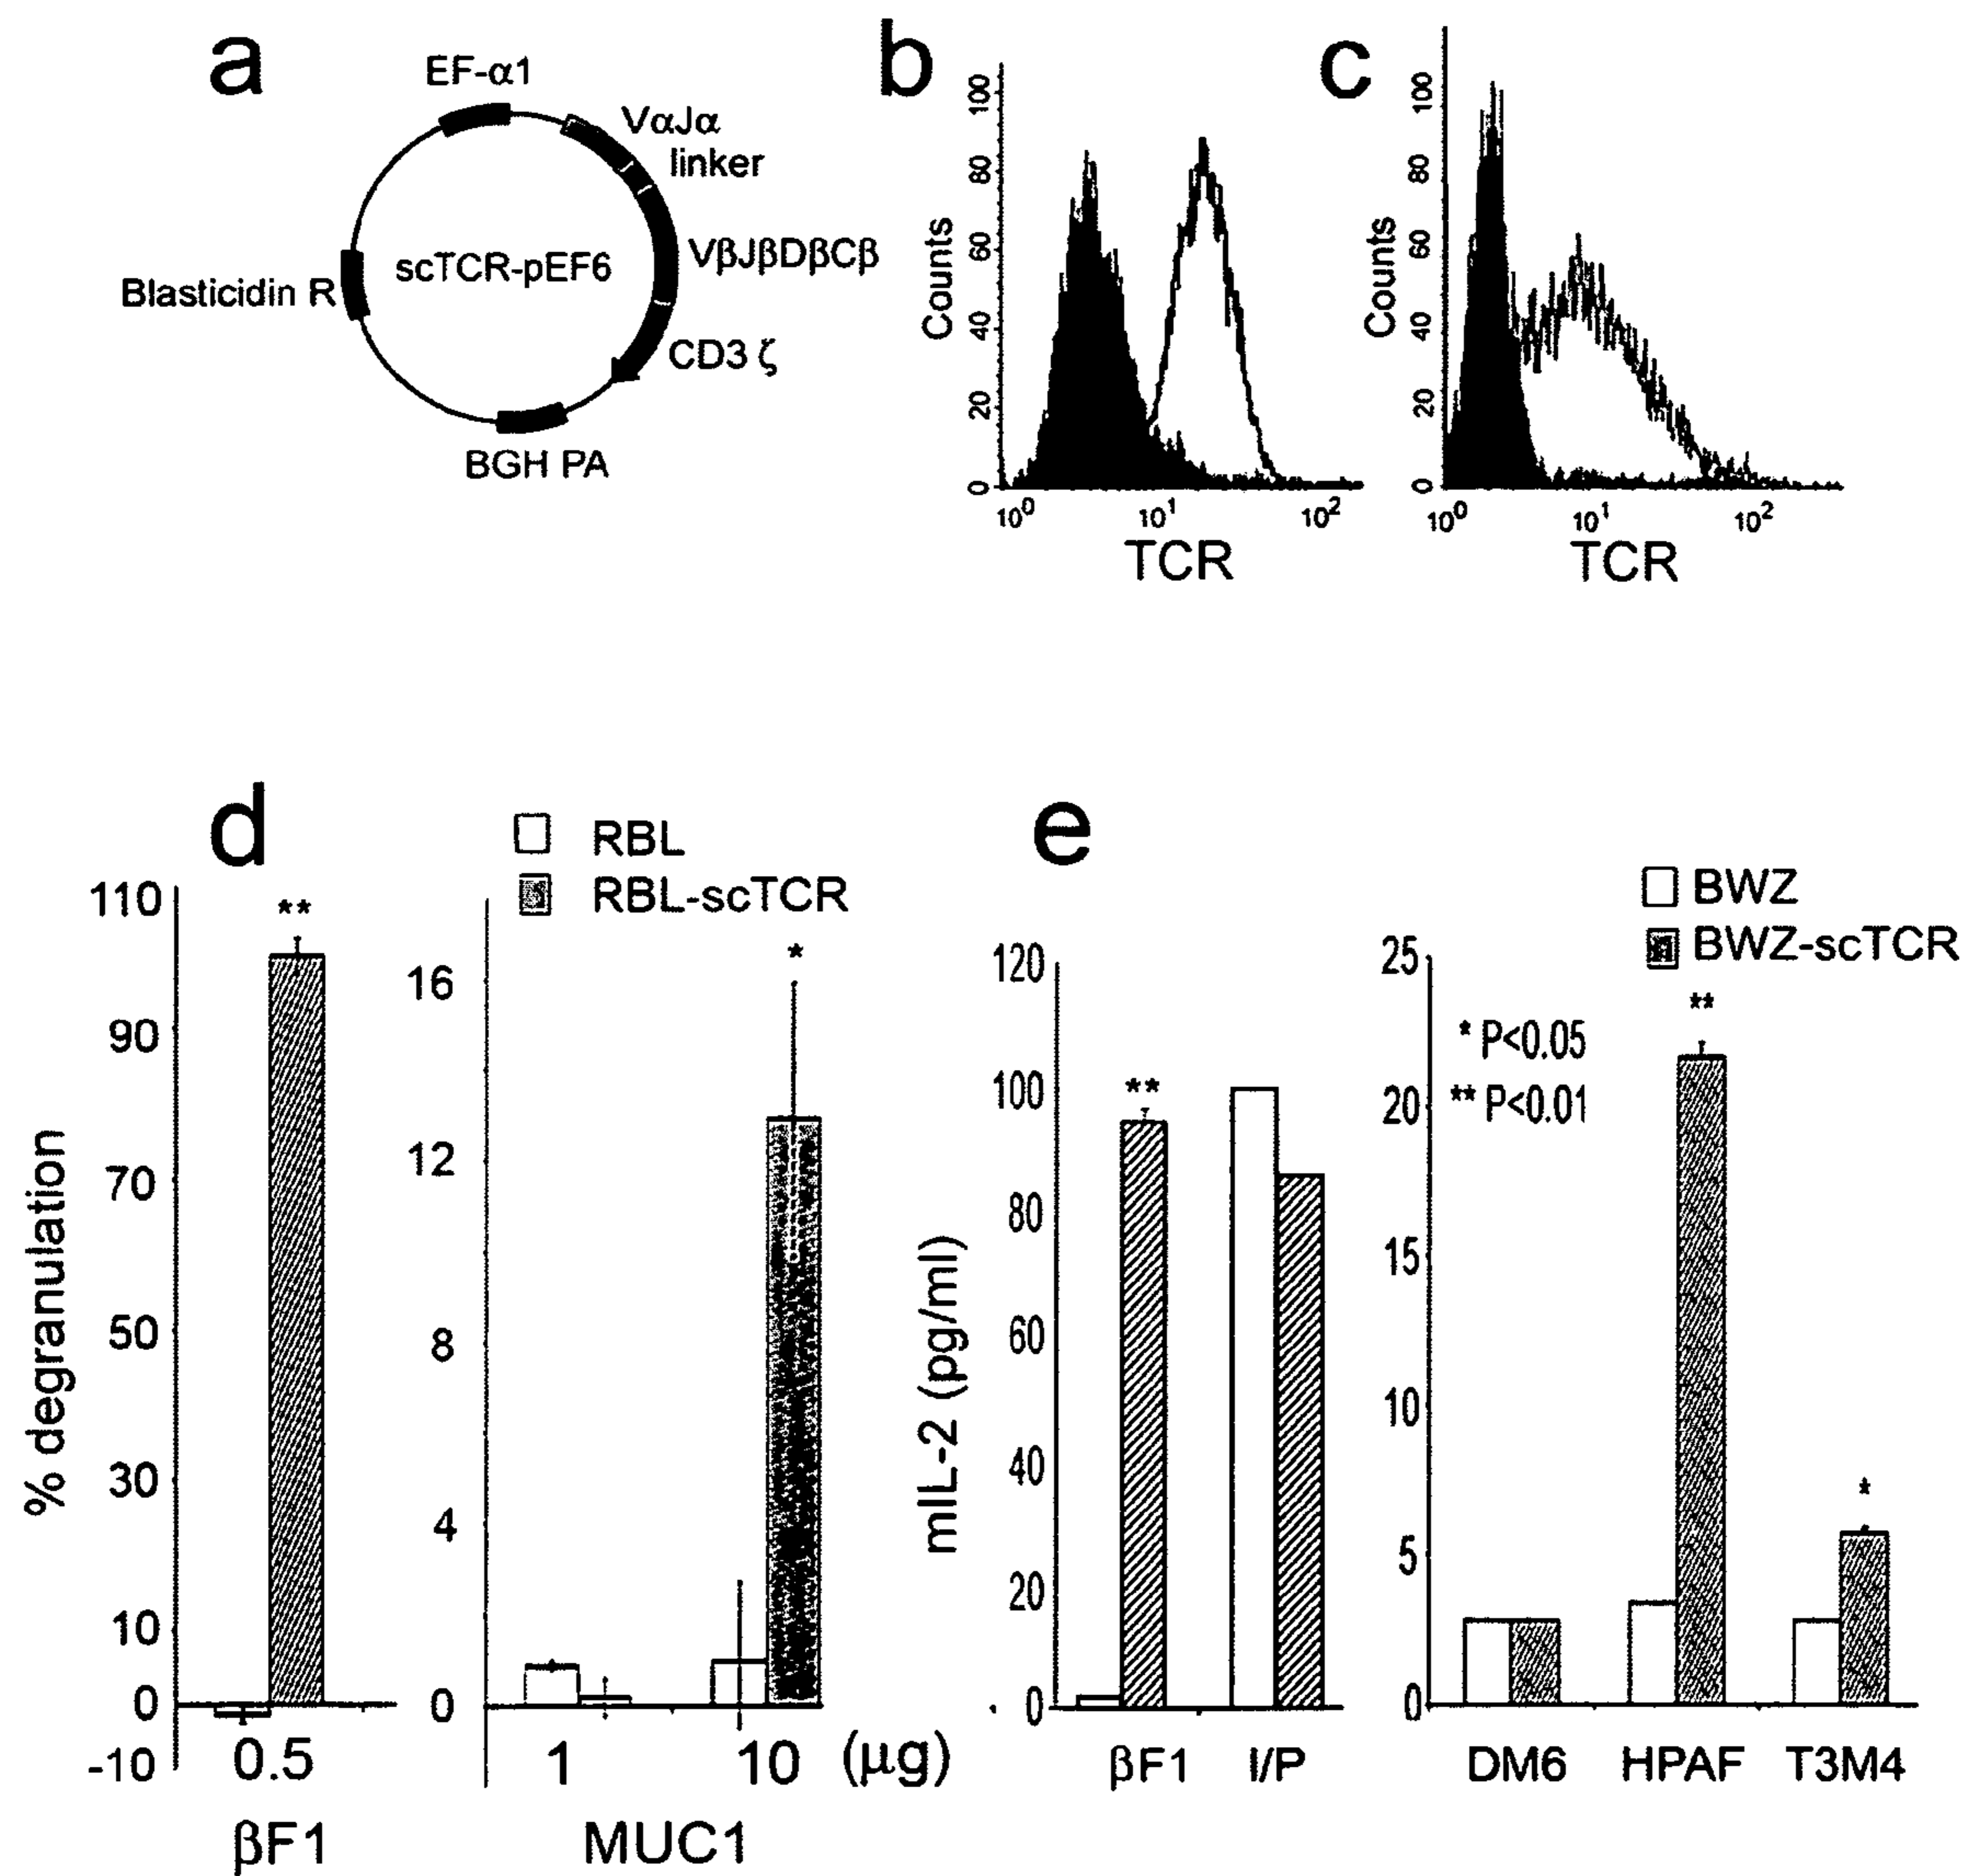 a
EF-α1
VαJα
linker
VβJβDβCβ
scTCR-pEF6
Blasticidin R
CD3 ζ
BGH PA
b
100
80
60
40
20
0
Counts
10⁰ 10¹ 10²
TCR
c
100
80
60
40
20
0
Counts
10⁰ 10¹ 10²
TCR
d
RBL
RBL-scTCR
110
90
70
50
30
10
0
-10
% degranulation
**
0.5
βF1
16
12
8
4
0
*
1 10 (μg)
MUC1
e
BWZ
BWZ-scTCR
120
100
80
60
40
20
0
mIL-2 (pg/ml)
**
βF1 I/P
25
20
15
10
5
0
* P<0.05
** P<0.01
**
*
DM6 HPAF T3M4